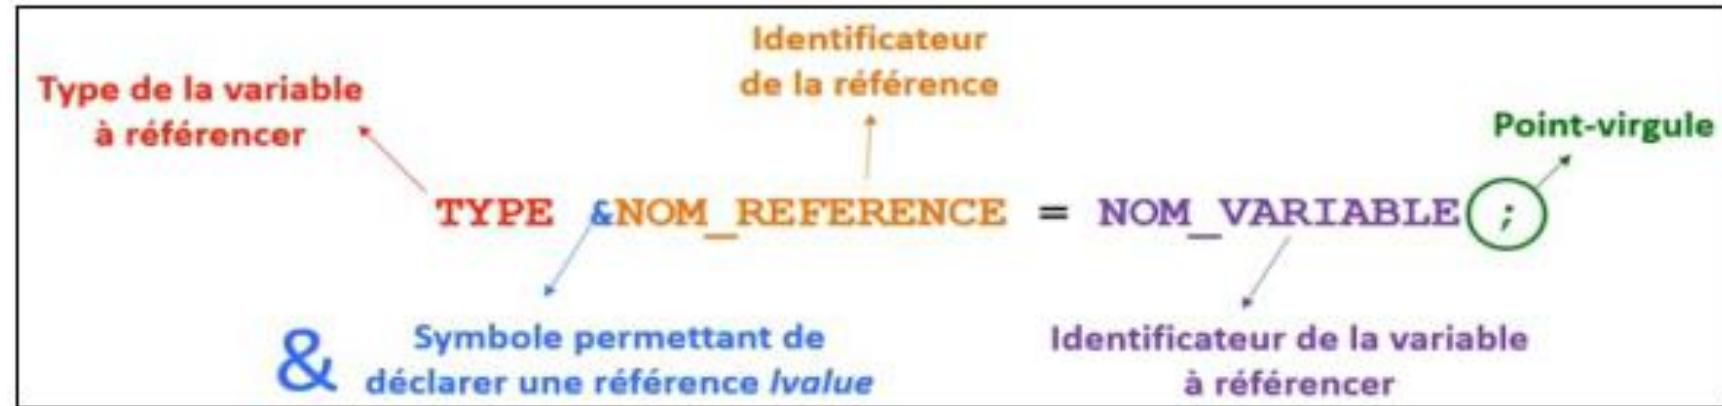 Identificateur
de la référence
Type de la variable
à référencer
Point-virgule
TYPE &NOM_REFERENCE = NOM_VARIABLE ;
& Symbole permettant de
déclarer une référence lvalue
Identificateur de la variable
à référencer